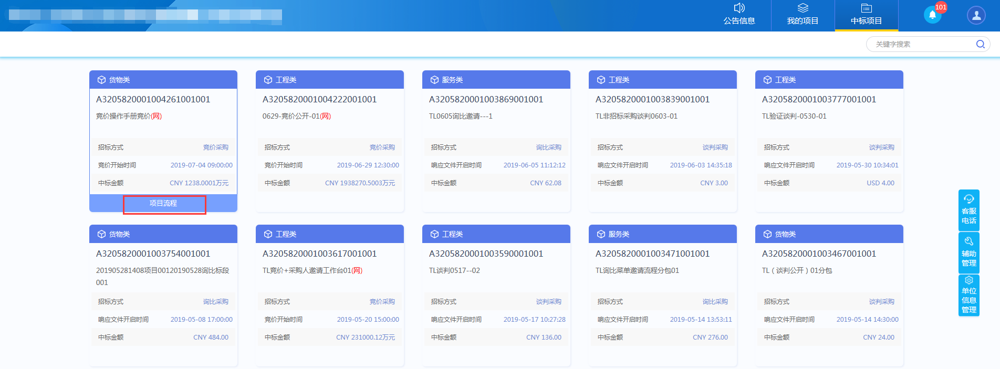 公告信息
我的项目
中标项目
101
关键字搜索
货物类
A3205820001004261001001
竞价操作手册竞价(网)
招标方式 竞价采购
竞价开始时间 2019-07-04 09:00:00
中标金额 CNY 1238.0001万元
项目流程
工程类
A3205820001004222001001
0629-竞价公开-01(网)
招标方式 竞价采购
竞价开始时间 2019-06-29 12:30:00
中标金额 CNY 1938270.5003万元
服务类
A3205820001003869001001
TL0605询比邀请---1
招标方式 询比采购
响应文件开启时间 2019-06-05 11:12:12
中标金额 CNY 62.08
工程类
A3205820001003839001001
TL非招标采购谈判0603-01
招标方式 谈判采购
响应文件开启时间 2019-06-03 14:35:18
中标金额 CNY 3.00
工程类
A3205820001003777001001
TL验证谈判-0530-01
招标方式 谈判采购
响应文件开启时间 2019-05-30 10:34:01
中标金额 USD 4.00
货物类
A3205820001003754001001
201905281408项目00120190528询比标段
001
招标方式 询比采购
响应文件开启时间 2019-05-08 17:00:00
中标金额 CNY 484.00
工程类
A3205820001003617001001
TL竞价+采购人邀请工作台01(网)
招标方式 竞价采购
竞价开始时间 2019-05-20 15:00:00
中标金额 CNY 231000.12万元
工程类
A3205820001003590001001
TL谈判0517--02
招标方式 谈判采购
响应文件开启时间 2019-05-17 10:27:28
中标金额 CNY 136.00
服务类
A3205820001003471001001
TL询比菜单邀请流程分包01
招标方式 询比采购
响应文件开启时间 2019-05-14 13:53:11
中标金额 CNY 276.00
货物类
A3205820001003467001001
TL（谈判公开）01分包
招标方式 谈判采购
响应文件开启时间 2019-05-14 14:30:00
中标金额 CNY 24.00
客服
电话
辅助
管理
单位
信息
管理